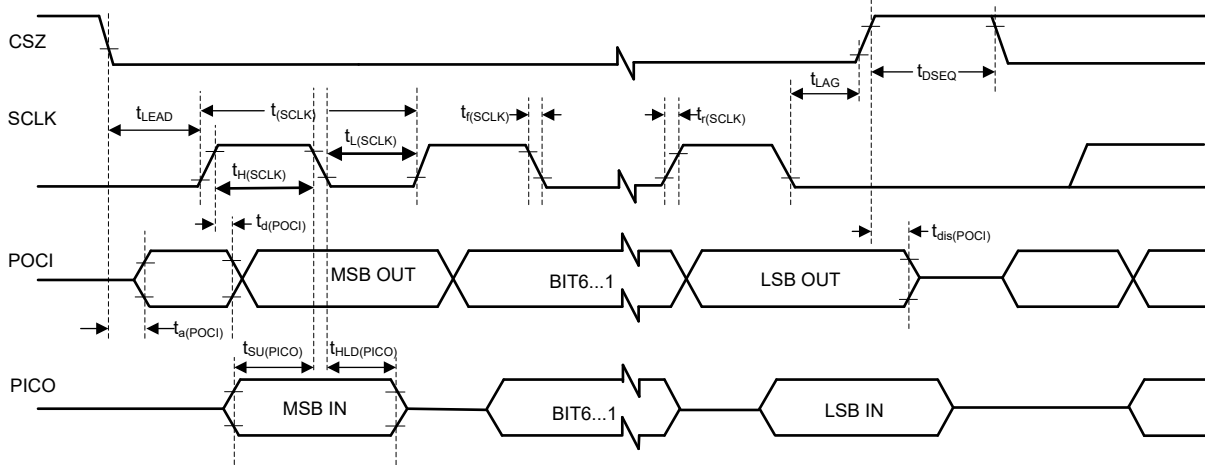 CSZ
tLAG
tDSEQ
SCLK
tLEAD
t(SCLK)
tf(SCLK)
tr(SCLK)
tL(SCLK)
tH(SCLK)
td(POCI)
tdis(POCI)
POCI
MSB OUT
BIT6...1
LSB OUT
ta(POCI)
tSU(PICO)
tHLD(PICO)
PICO
MSB IN
BIT6...1
LSB IN